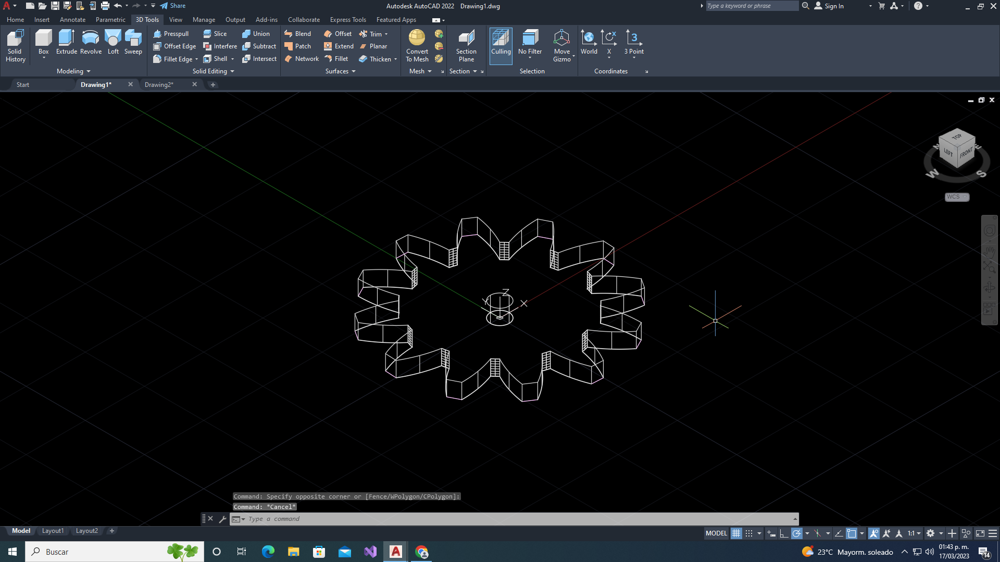 Share
Autodesk AutoCAD 2022 Drawing1.dwg
Type a keyword or phrase
Sign In
Home Insert Annotate Parametric 3D Tools View Manage Output Add-ins Collaborate Express Tools Featured Apps
Solid History
Box
Extrude
Revolve
Loft
Sweep
Modeling
Presspull
Offset Edge
Fillet Edge
Slice
Interfere
Shell
Union
Subtract
Intersect
Solid Editing
Blend
Patch
Network
Offset
Extend
Fillet
Trim
Planar
Thicken
Surfaces
Convert To Mesh
Mesh
Section Plane
Section
Culling
No Filter
Move Gizmo
Selection
World
X
3 Point
Coordinates
Start
Drawing1*
Drawing2*
TOP
LEFT
FRONT
N
E
W
S
WCS
Z
Y
X
Command: Specify opposite corner or [Fence/WPolygon/CPolygon]:
Command: *Cancel*
Type a command
Model Layout1 Layout2
MODEL
1:1
Buscar
23°C Mayorm. soleado
01:43 p. m.
17/03/2023
14